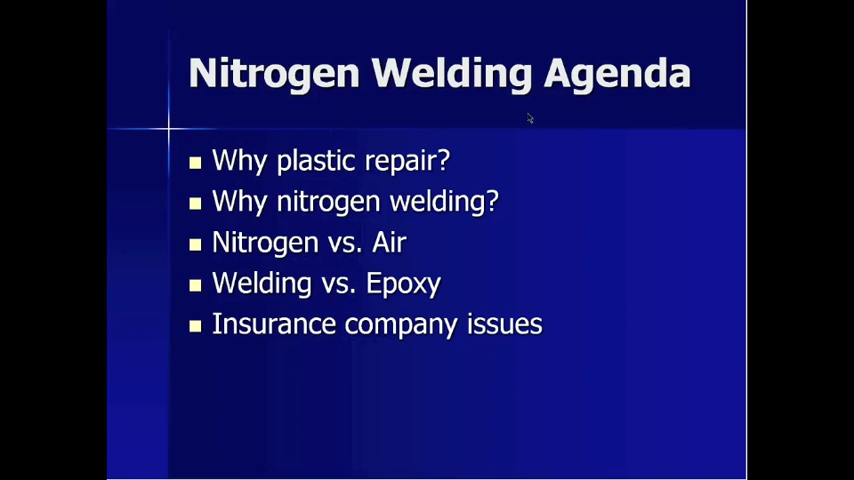 Nitrogen Welding Agenda
Why plastic repair?
Why nitrogen welding?
Nitrogen vs. Air
Welding vs. Epoxy
Insurance company issues